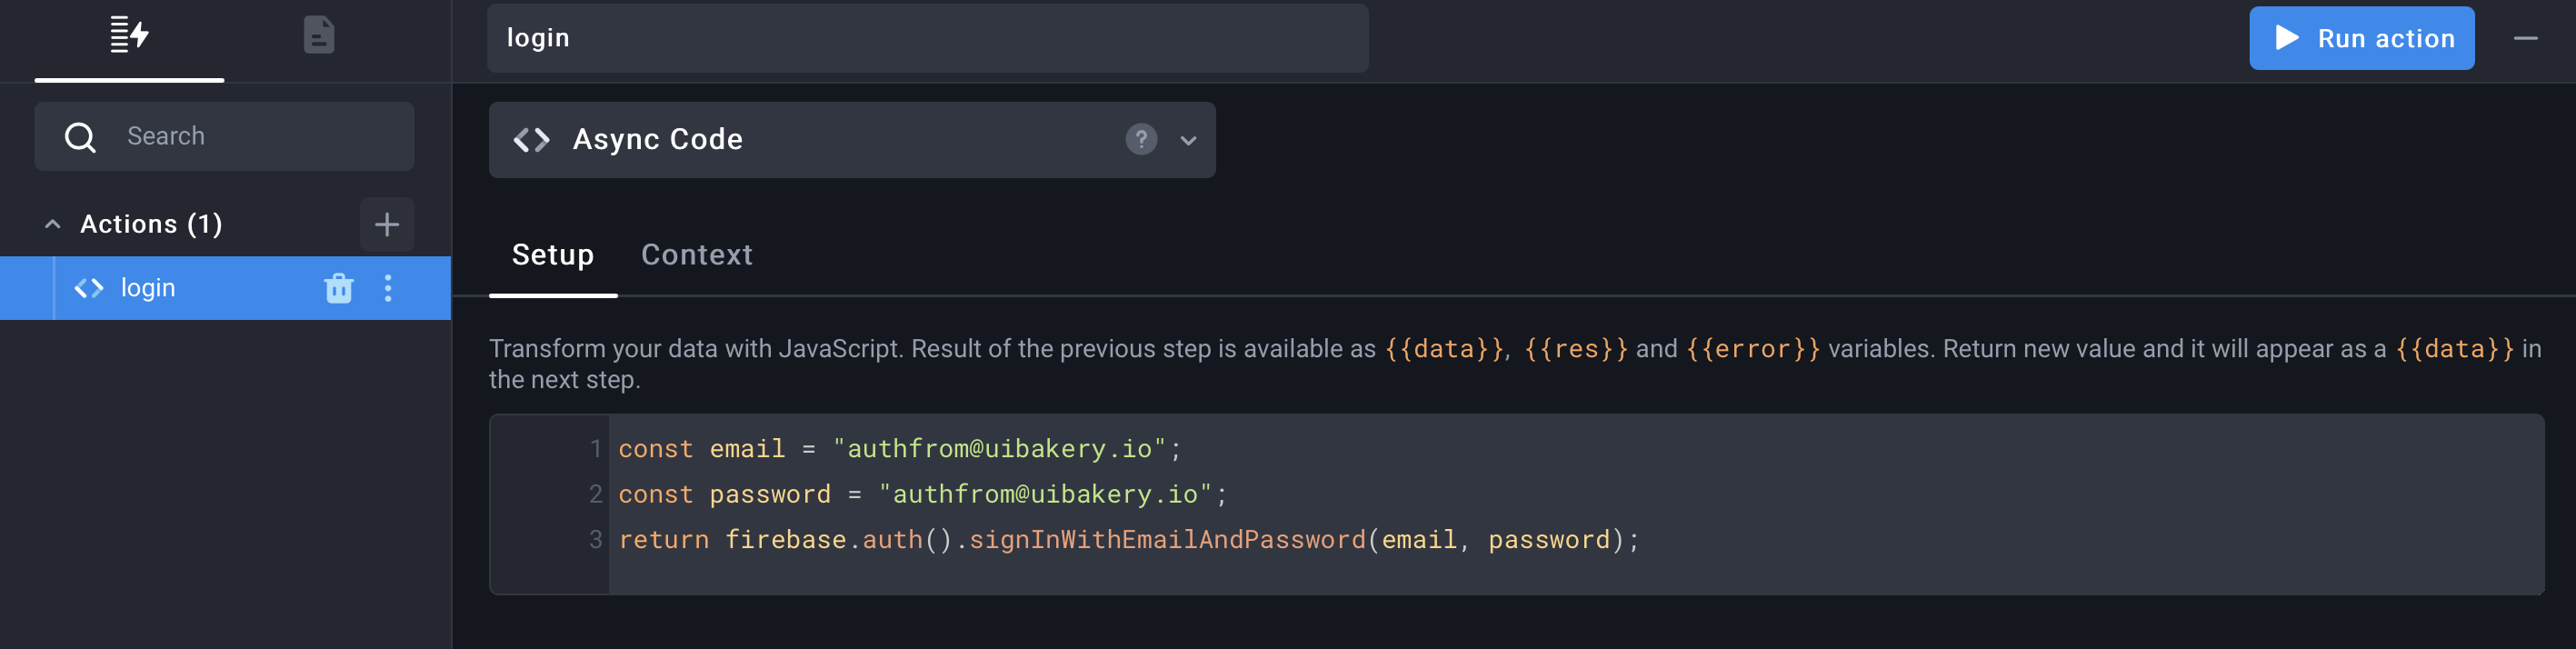 login
Run action
Search
Async Code
?
Actions (1)
login
Setup
Context
Transform your data with JavaScript. Result of the previous step is available as {{data}}, {{res}} and {{error}} variables. Return new value and it will appear as a {{data}} in
the next step.
1 const email = "authfrom@uibakery.io";
2 const password = "authfrom@uibakery.io";
3 return firebase.auth().signInWithEmailAndPassword(email, password);